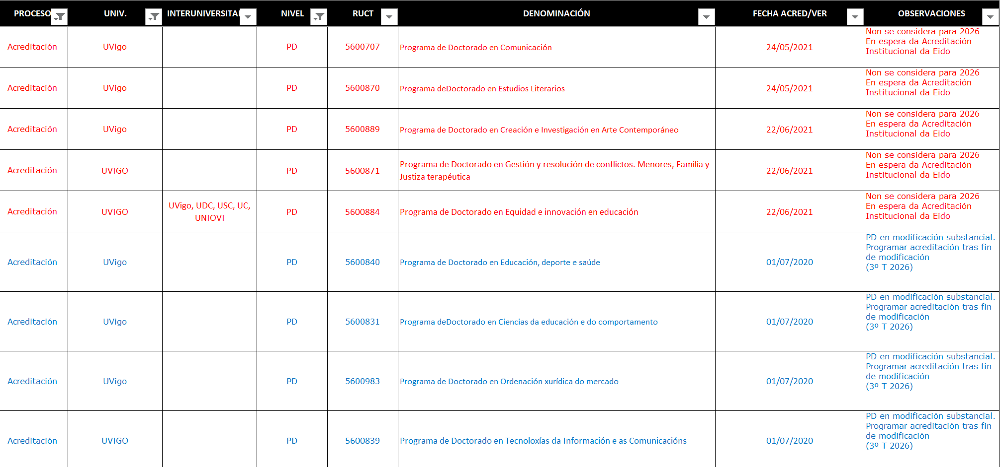 PROCESO UNIV. INTERUNIVERSITA NIVEL RUCT DENOMINACIÓN FECHA ACRED/VER OBSERVACIONES
Acreditación UVigo PD 5600707 Programa de Doctorado en Comunicación 24/05/2021
Non se considera para 2026
En espera da Acreditación
Institucional da Eido
Acreditación UVigo PD 5600870 Programa deDoctorado en Estudios Literarios 24/05/2021
Non se considera para 2026
En espera da Acreditación
Institucional da Eido
Acreditación UVigo PD 5600889 Programa de Doctorado en Creación e Investigación en Arte Contemporáneo 22/06/2021
Non se considera para 2026
En espera da Acreditación
Institucional da Eido
Acreditación UVIGO PD 5600871
Programa de Doctorado en Gestión y resolución de conflictos. Menores, Familia y
Justiza terapéutica
22/06/2021
Non se considera para 2026
En espera da Acreditación
Institucional da Eido
Acreditación UVIGO
UVigo, UDC, USC, UC,
UNIOVI
PD 5600884 Programa de Doctorado en Equidad e innovación en educación 22/06/2021
Non se considera para 2026
En espera da Acreditación
Institucional da Eido
Acreditación UVigo PD 5600840 Programa de Doctorado en Educación, deporte e saúde 01/07/2020
PD en modificación substancial.
Programar acreditación tras fin
de modificación
(3º T 2026)
Acreditación UVigo PD 5600831 Programa deDoctorado en Ciencias da educación e do comportamento 01/07/2020
PD en modificación substancial.
Programar acreditación tras fin
de modificación
(3º T 2026)
Acreditación UVigo PD 5600983 Programa de Doctorado en Ordenación xurídica do mercado 01/07/2020
PD en modificación substancial.
Programar acreditación tras fin
de modificación
(3º T 2026)
Acreditación UVIGO PD 5600839 Programa de Doctorado en Tecnoloxías da Información e as Comunicacións 01/07/2020
PD en modificación substancial.
Programar acreditación tras fin
de modificación
(3º T 2026)